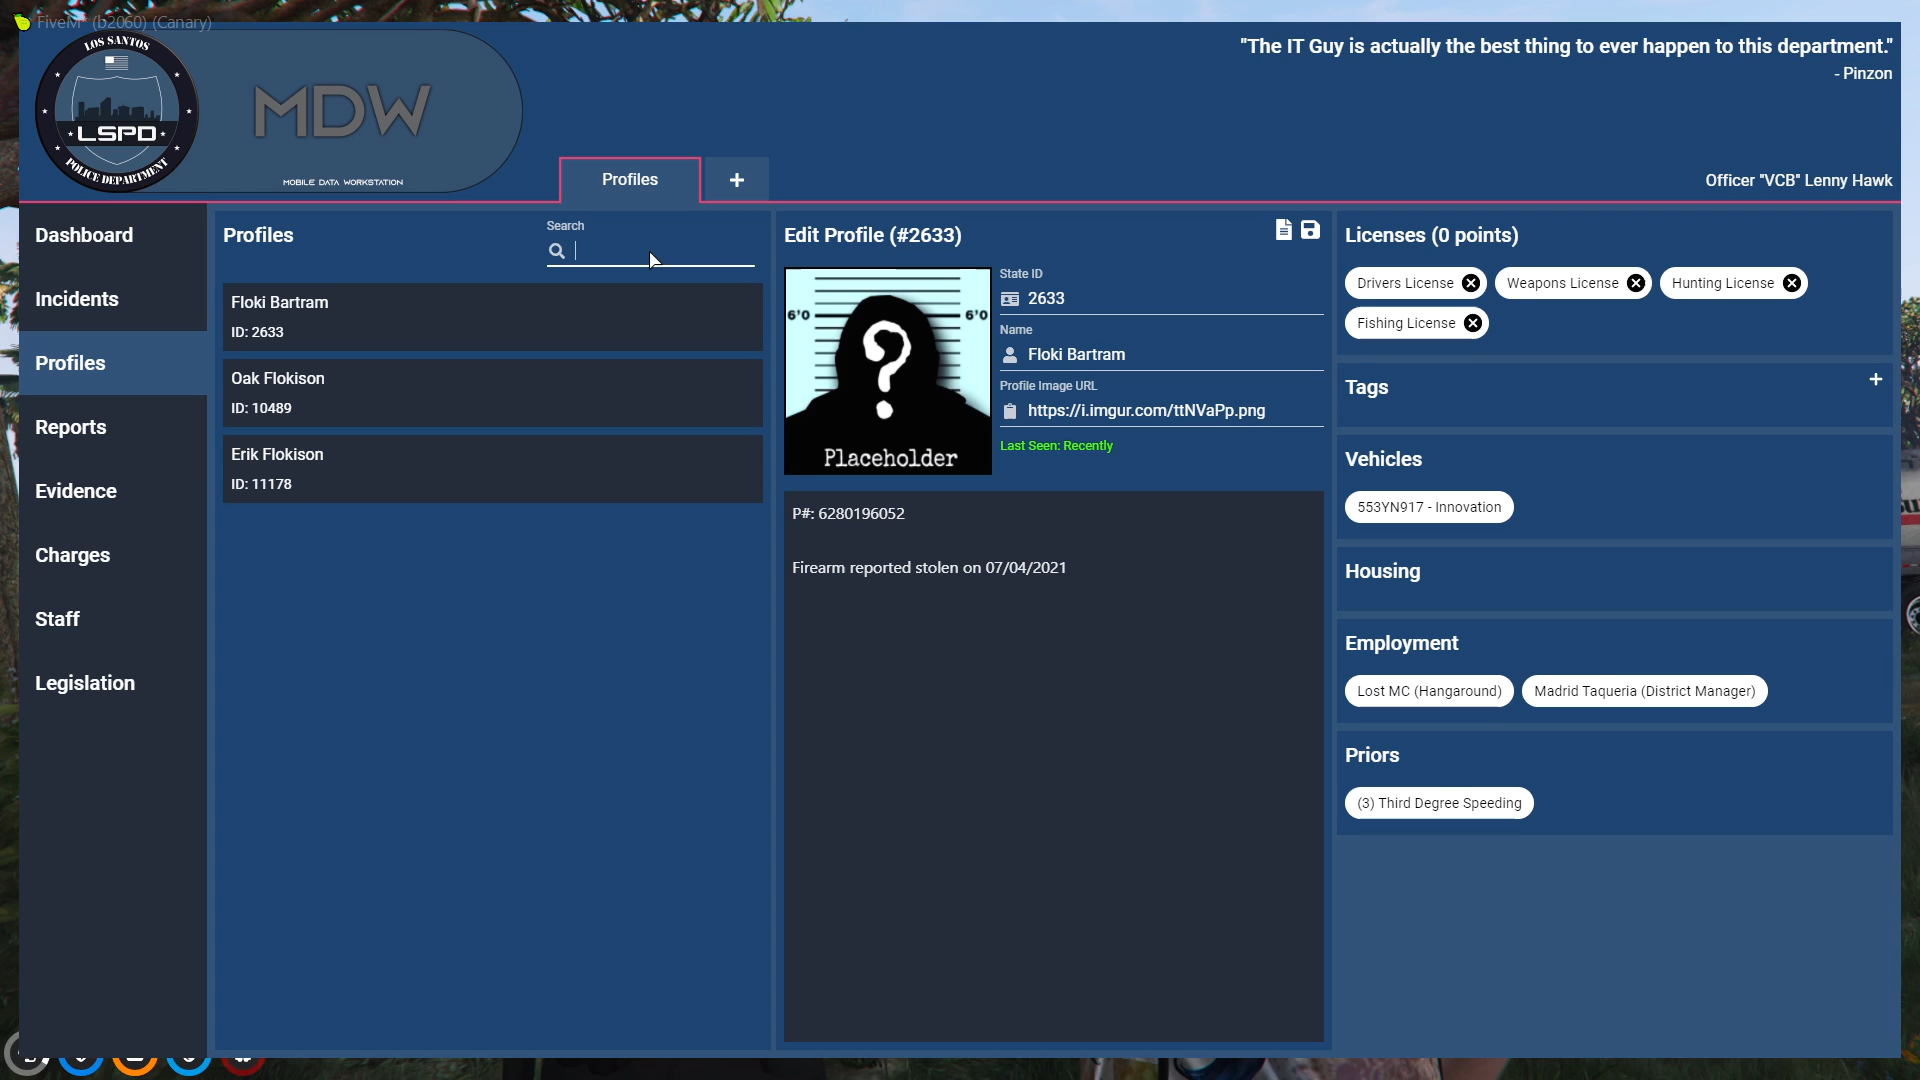 FiveM® (b2060) (Canary)
LOS SANTOS
LSPD
POLICE DEPARTMENT
MDW
MOBILE DATA WORKSTATION
"The IT Guy is actually the best thing to ever happen to this department."
- Pinzon
Profiles
+
Officer "VCB" Lenny Hawk
Dashboard
Incidents
Profiles
Reports
Evidence
Charges
Staff
Legislation
Profiles
Search
Floki Bartram
ID: 2633
Oak Flokison
ID: 10489
Erik Flokison
ID: 11178
Edit Profile (#2633)
6'0 6'0
?
Placeholder
State ID
2633
Name
Floki Bartram
Profile Image URL
https://i.imgur.com/ttNVaPp.png
Last Seen: Recently
P#: 6280196052
Firearm reported stolen on 07/04/2021
Licenses (0 points)
Drivers License Weapons License Hunting License
Fishing License
Tags
+
Vehicles
553YN917 - Innovation
Housing
Employment
Lost MC (Hangaround) Madrid Taqueria (District Manager)
Priors
(3) Third Degree Speeding